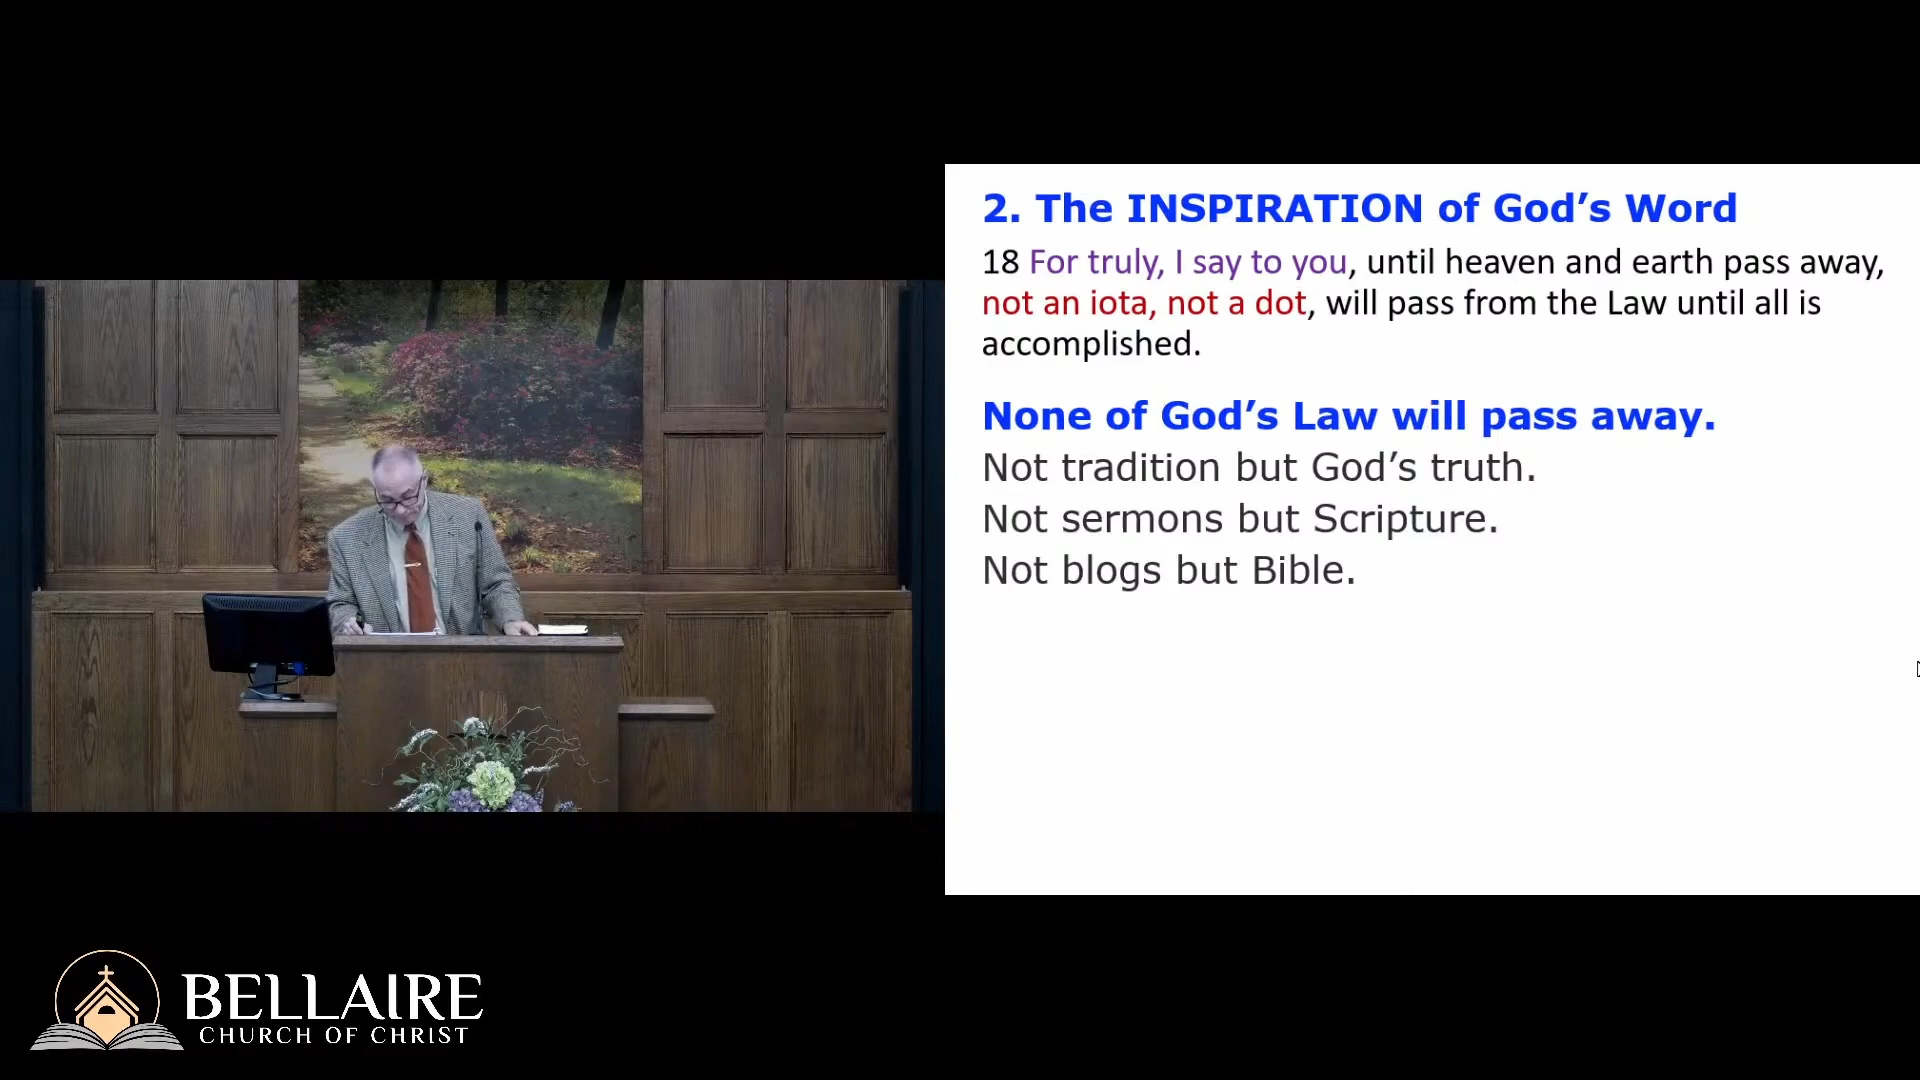 2. The INSPIRATION of God’s Word
18 For truly, I say to you, until heaven and earth pass away,
not an iota, not a dot, will pass from the Law until all is
accomplished.
None of God’s Law will pass away.
Not tradition but God’s truth.
Not sermons but Scripture.
Not blogs but Bible.
BELLAIRE
CHURCH OF CHRIST